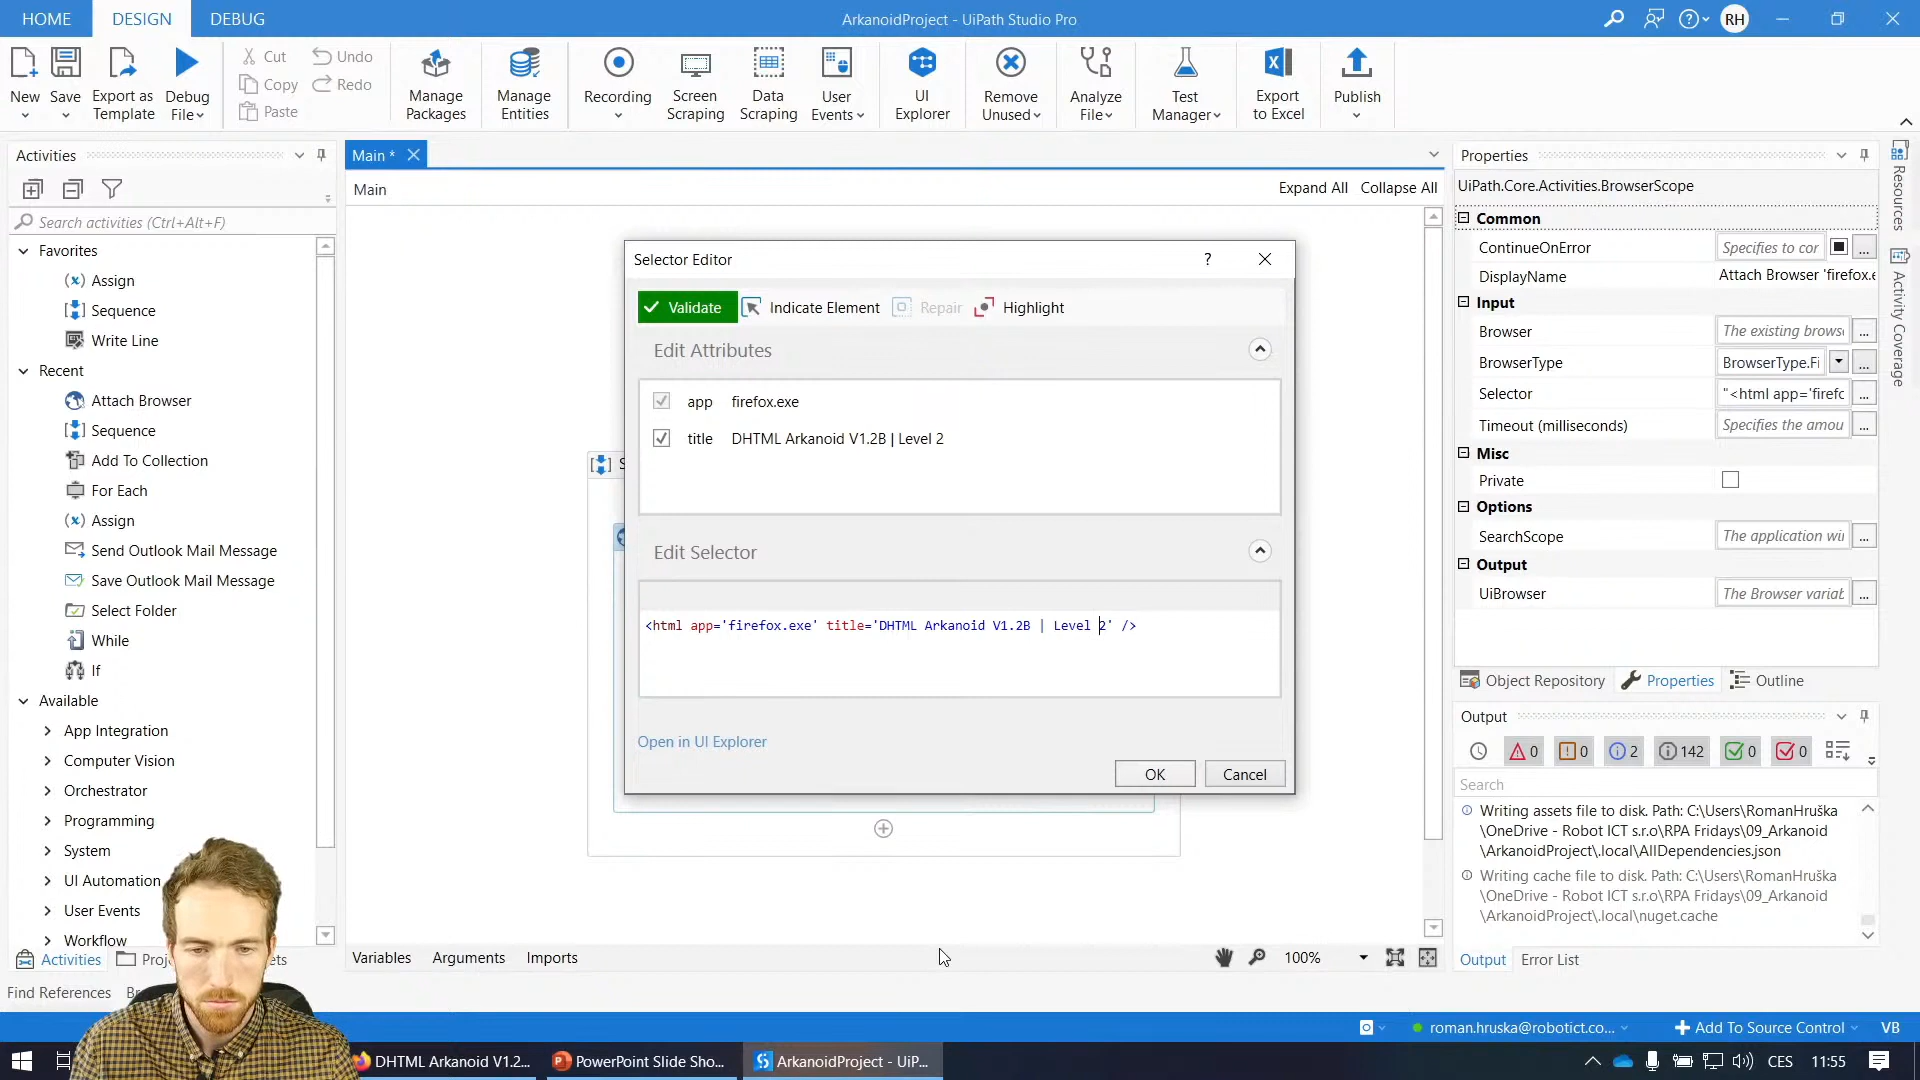 HOME DESIGN DEBUG ArkanoidProject - UiPath Studio Pro RH
New Save Export as Template Debug File
Cut Copy Paste Undo Redo
Manage Packages Manage Entities Recording Screen Scraping Data Scraping User Events UI Explorer Remove Unused Analyze File Test Manager Export to Excel Publish
Activities
Search activities (Ctrl+Alt+F)
Favorites
Assign
Sequence
Write Line
Recent
Attach Browser
Sequence
Add To Collection
For Each
Assign
Send Outlook Mail Message
Save Outlook Mail Message
Select Folder
While
If
Available
App Integration
Computer Vision
Orchestrator
Programming
System
UI Automation
User Events
Workflow
Activities
Find References
Main *
Main Expand All Collapse All
Selector Editor ?
Validate Indicate Element Repair Highlight
Edit Attributes
app firefox.exe
title DHTML Arkanoid V1.2B | Level 2
Edit Selector
<html app='firefox.exe' title='DHTML Arkanoid V1.2B | Level 2' />
Open in UI Explorer
OK Cancel
Variables Arguments Imports 100%
Properties
UiPath.Core.Activities.BrowserScope
Common
ContinueOnError Specifies to cor ...
DisplayName Attach Browser 'firefox.e
Input
Browser The existing brows ...
BrowserType BrowserType.Fi ...
Selector "<html app='firefc ...
Timeout (milliseconds) Specifies the amou ...
Misc
Private
Options
SearchScope The application wi ...
Output
UiBrowser The Browser variat ...
Object Repository Properties Outline
Output
0 0 2 142 0 0
Search
Writing assets file to disk. Path: C:\Users\RomanHruška
\OneDrive - Robot ICT s.r.o\RPA Fridays\09_Arkanoid
\ArkanoidProject\.local\AllDependencies.json
Writing cache file to disk. Path: C:\Users\RomanHruška
\OneDrive - Robot ICT s.r.o\RPA Fridays\09_Arkanoid
\ArkanoidProject\.local\nuget.cache
Output Error List
Resources
Activity Coverage
roman.hruska@robotict.co... Add To Source Control VB
DHTML Arkanoid V1.2... PowerPoint Slide Sho... ArkanoidProject - UiP... CES 11:55